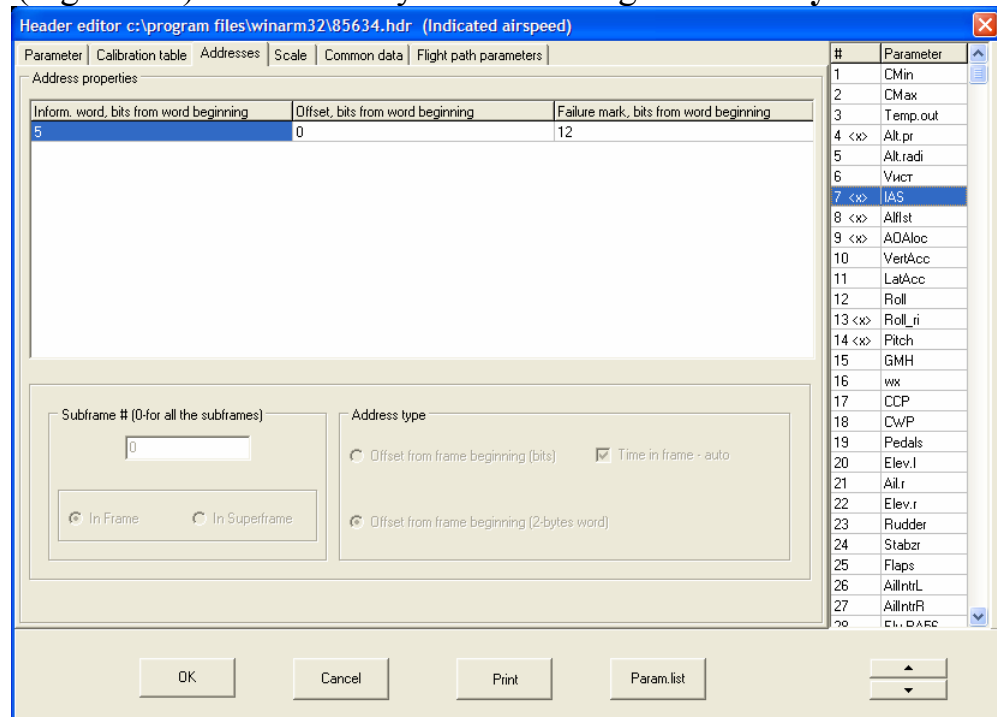 Header editor c:\program files\winarm32\85634.hdr (Indicated airspeed)
Parameter Calibration table Addresses Scale Common data Flight path parameters
Address properties
Inform. word, bits from word beginning Offset, bits from word beginning Failure mark, bits from word beginning
5 0 12
Subframe # (0-for all the subframes)
0
In Frame In Superframe
Address type
Offset from frame beginning (bits) Time in frame - auto
Offset from frame beginning (2-bytes word)
# Parameter
1 CMin
2 CMax
3 Temp.out
4 <x> Alt.pr
5 Alt.radi
6 Vист
7 <x> IAS
8 <x> Alflst
9 <x> AOAloc
10 VertAcc
11 LatAcc
12 Roll
13 <x> Roll_ri
14 <x> Pitch
15 GMH
16 wx
17 CCP
18 CWP
19 Pedals
20 Elev.l
21 Ail.r
22 Elev.r
23 Rudder
24 Stabzr
25 Flaps
26 AilIntrL
27 AilIntrR
OK Cancel Print Param.list